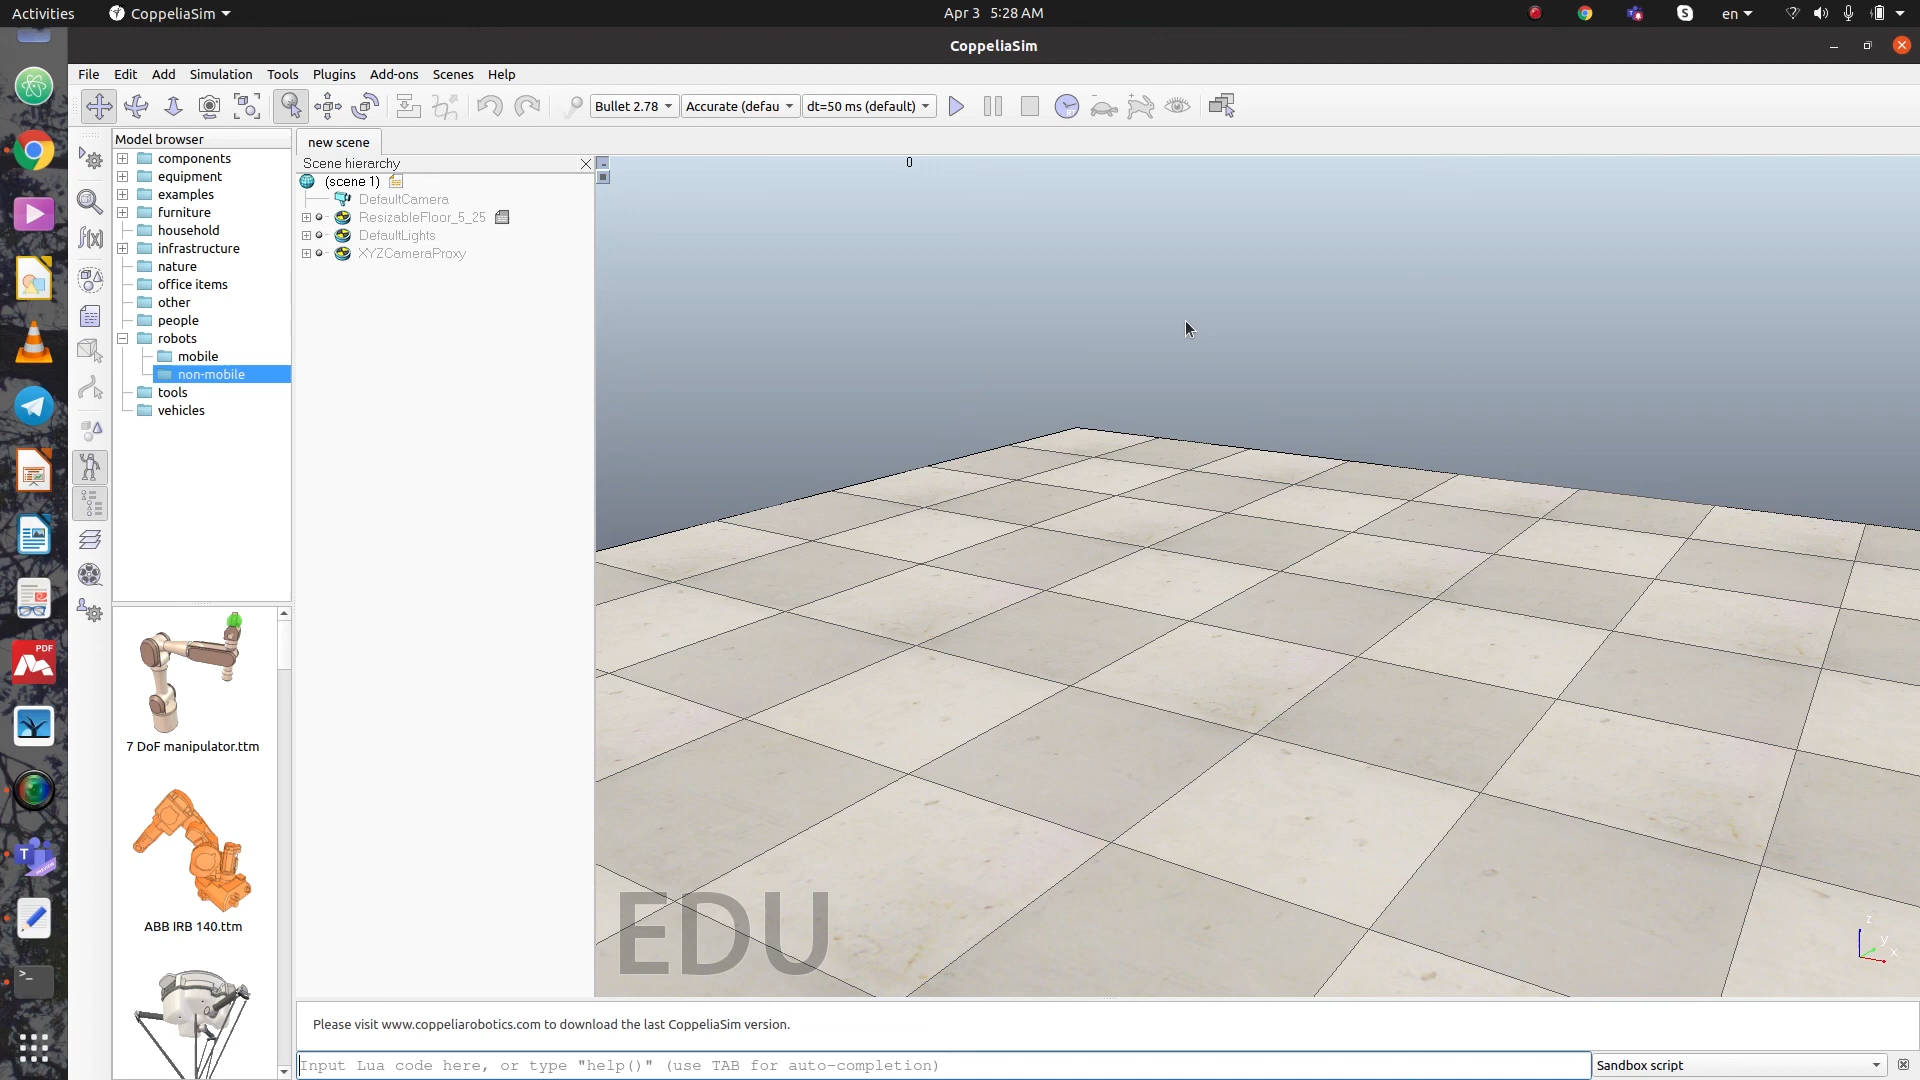 Activities
CoppeliaSim
Apr 3 5:28 AM
en
CoppeliaSim
File Edit Add Simulation Tools Plugins Add-ons Scenes Help
Bullet 2.78
Accurate (defau
dt=50 ms (default)
Model browser
components
equipment
examples
furniture
household
infrastructure
nature
office items
other
people
robots
mobile
non-mobile
tools
vehicles
7 DoF manipulator.ttm
ABB IRB 140.ttm
new scene
Scene hierarchy
(scene 1)
DefaultCamera
ResizableFloor_5_25
DefaultLights
XYZCameraProxy
f(x)
PDF
T
S
>_
0
EDU
z
y
x
Please visit www.coppeliarobotics.com to download the last CoppeliaSim version.
Input Lua code here, or type "help()" (use TAB for auto-completion)
Sandbox script